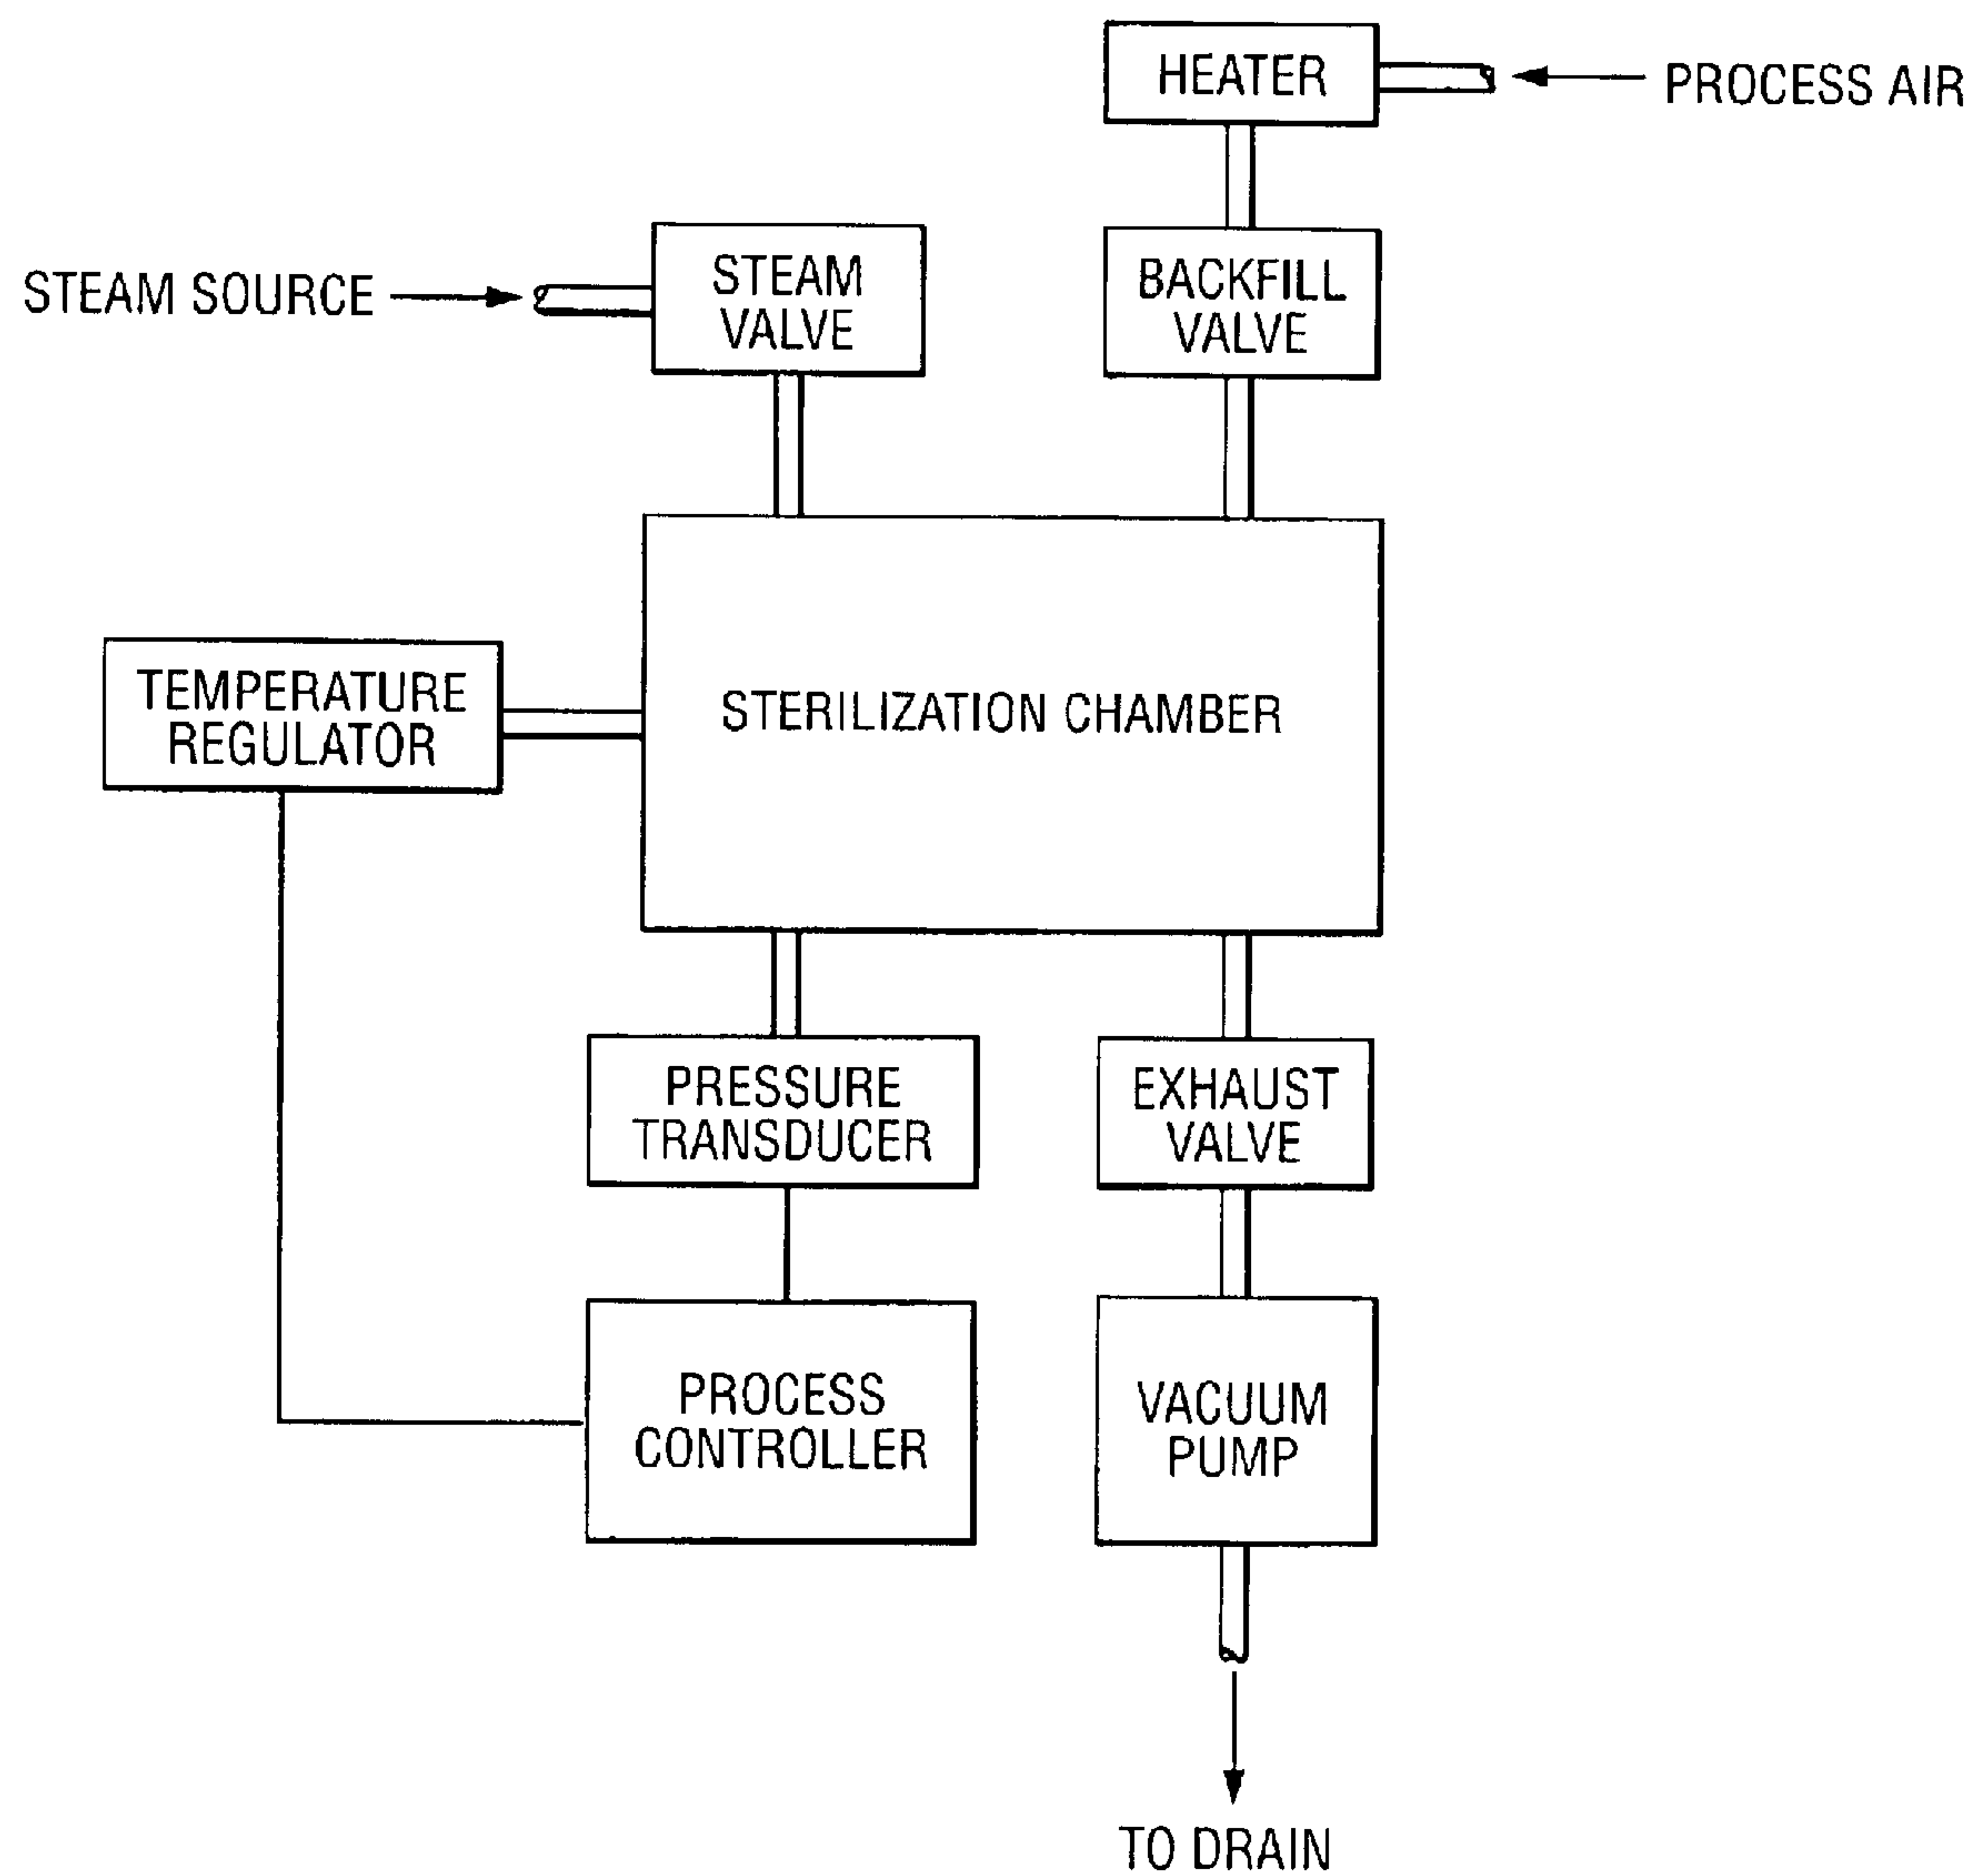 HEATER
PROCESS AIR
STEAM SOURCE
STEAM
VALVE
BACKFILL
VALVE
TEMPERATURE
REGULATOR
STERILIZATION CHAMBER
PRESSURE
TRANSDUCER
EXHAUST
VALVE
PROCESS
CONTROLLER
VACUUM
PUMP
TO DRAIN